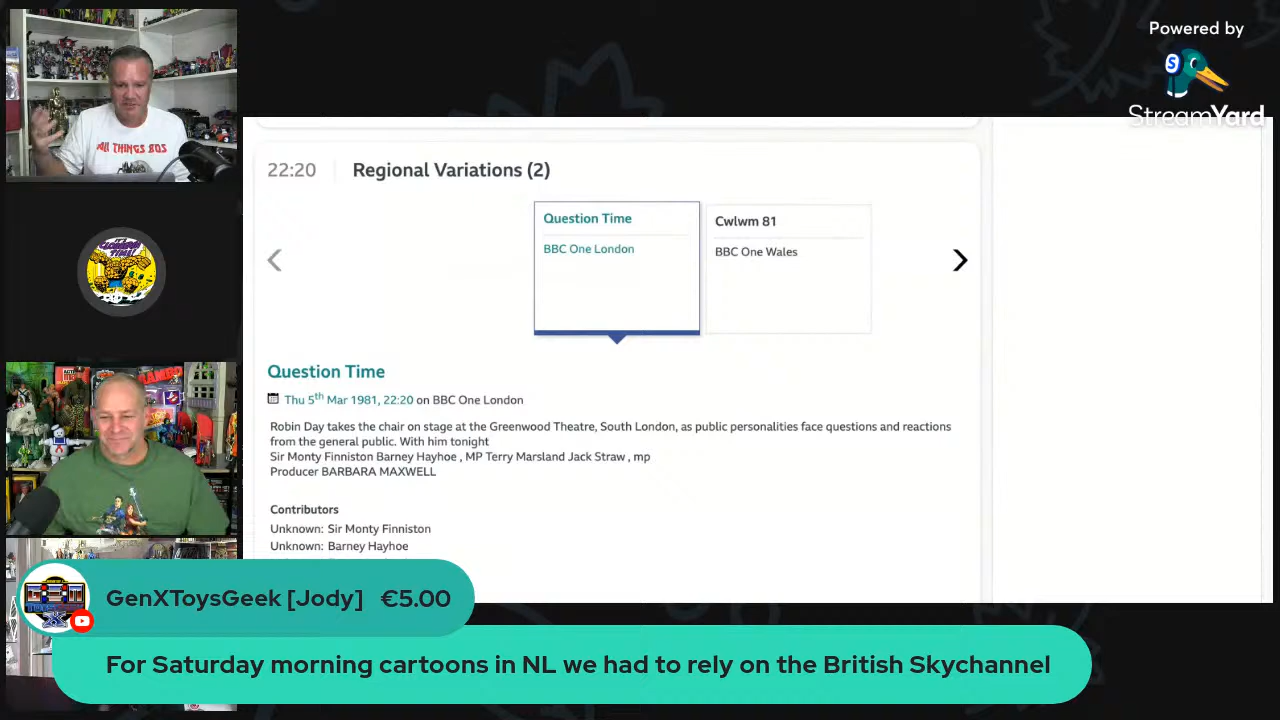 Powered by
StreamYard
ALL THINGS 80S
22:20
Regional Variations (2)
Question Time
BBC One London
Cwlwm 81
BBC One Wales
Question Time
Thu 5th Mar 1981, 22:20 on BBC One London
Robin Day takes the chair on stage at the Greenwood Theatre, South London, as public personalities face questions and reactions
from the general public. With him tonight
Sir Monty Finniston Barney Hayhoe , MP Terry Marsland Jack Straw , mp
Producer BARBARA MAXWELL
Contributors
Unknown: Sir Monty Finniston
Unknown: Barney Hayhoe
RAMBO
GenXToysGeek [Jody] €5.00
For Saturday morning cartoons in NL we had to rely on the British Skychannel